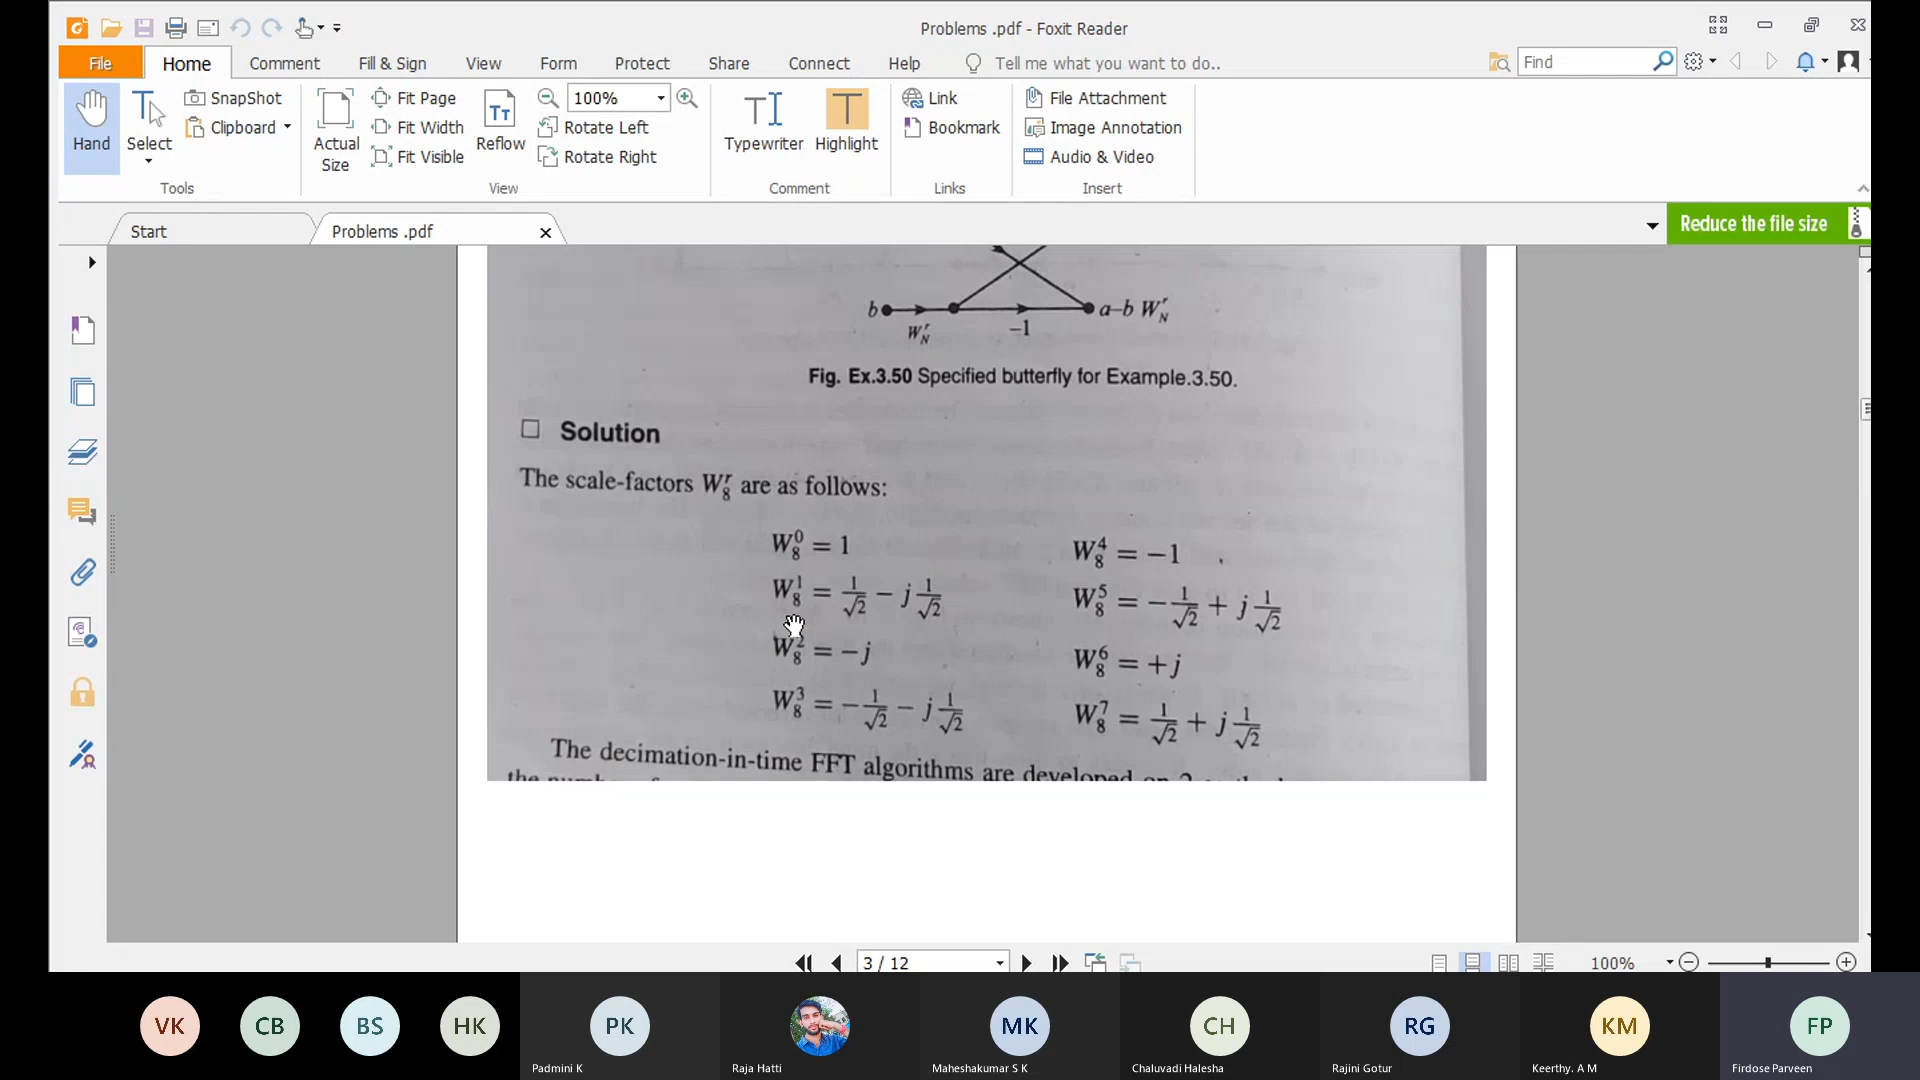 Problems .pdf - Foxit Reader
File Home Comment Fill & Sign View Form Protect Share Connect Help Tell me what you want to do.. Find
Hand
Select
SnapShot
Clipboard
Tools
Actual Size
Fit Page
Fit Width
Fit Visible
Reflow
100%
Rotate Left
Rotate Right
View
Typewriter
Highlight
Comment
Link
Bookmark
Links
File Attachment
Image Annotation
Audio & Video
Insert
Start
Problems .pdf
Reduce the file size
b
W_N^r
−1
a–b W_N^r
Fig. Ex.3.50 Specified butterfly for Example.3.50.
Solution
The scale-factors W_8^r are as follows:
W_8^0 = 1
W_8^1 = 1/√2 − j 1/√2
W_8^2 = −j
W_8^3 = −1/√2 − j 1/√2
W_8^4 = −1
W_8^5 = −1/√2 + j 1/√2
W_8^6 = +j
W_8^7 = 1/√2 + j 1/√2
The decimation-in-time FFT algorithms are developed on
3 / 12
100%
VK CB BS HK PK MK CH RG KM FP
Padmini K Raja Hatti Maheshakumar S K Chaluvadi Halesha Rajini Gotur Keerthy. A M Firdose Parveen